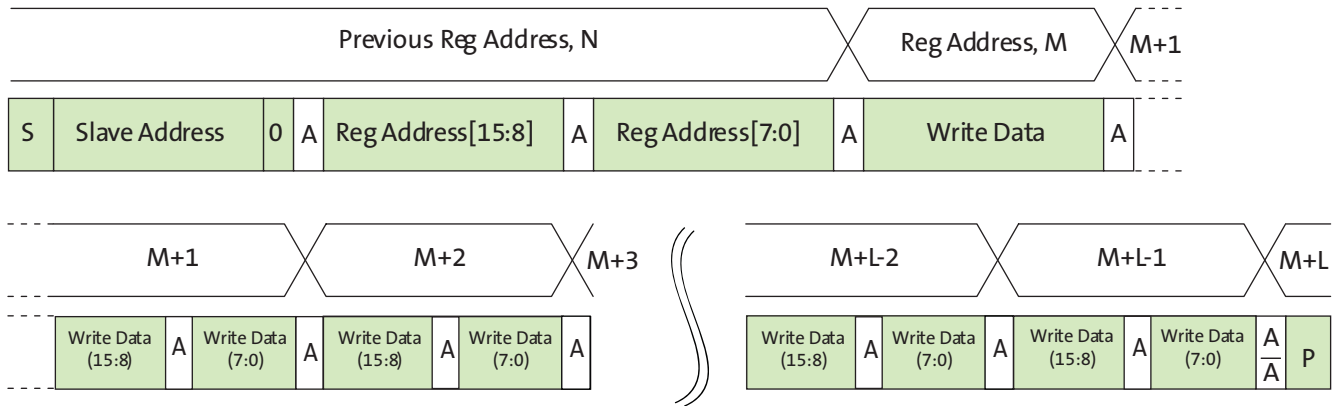 Previous Reg Address, N Reg Address, M M+1
S Slave Address 0 A Reg Address[15:8] A Reg Address[7:0] A Write Data A
M+1 M+2 M+3 M+L-2 M+L-1 M+L
Write Data (15:8) A Write Data (7:0) A Write Data (15:8) A Write Data (7:0) A Write Data (15:8) A Write Data (7:0) A Write Data (15:8) A Write Data (7:0) A A P